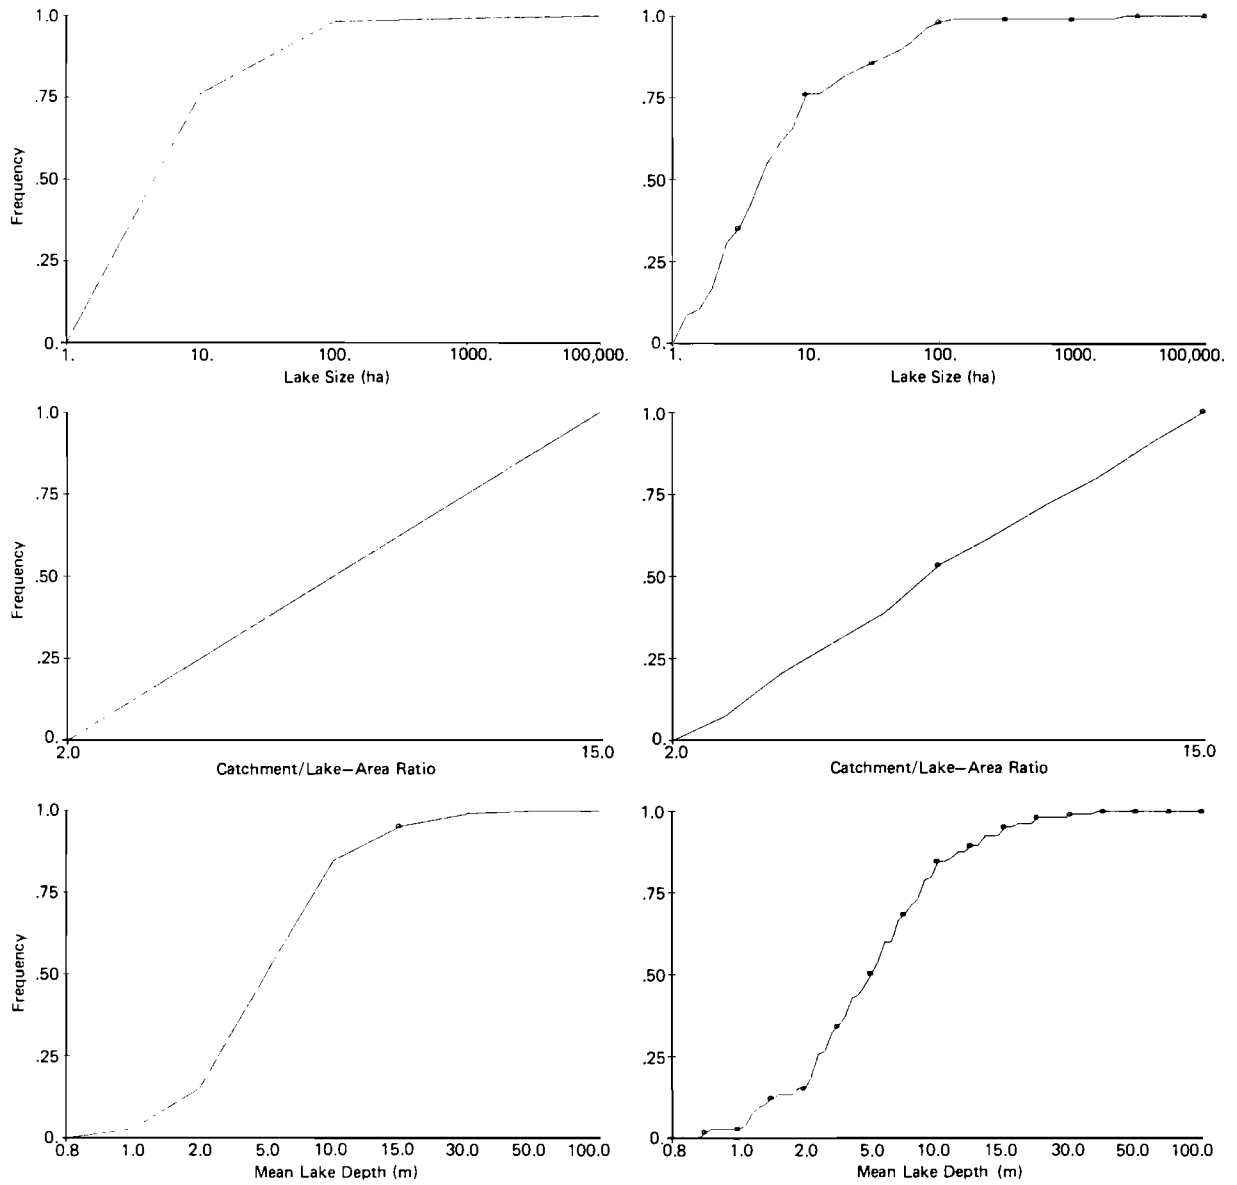 1.0
.75
.50
.25
0.
Frequency
1. 10. 100. 1000. 100,000.
Lake Size (ha)
1.0
.75
.50
.25
0.
1. 10. 100. 1000. 100,000.
Lake Size (ha)
1.0
.75
.50
.25
0.
Frequency
2.0 15.0
Catchment/Lake–Area Ratio
1.0
.75
.50
.25
0.
2.0 15.0
Catchment/Lake–Area Ratio
1.0
.75
.50
.25
0.
Frequency
0.8 1.0 2.0 5.0 10.0 15.0 30.0 50.0 100.0
Mean Lake Depth (m)
1.0
.75
.50
.25
0.
0.8 1.0 2.0 5.0 10.0 15.0 30.0 50.0 100.0
Mean Lake Depth (m)